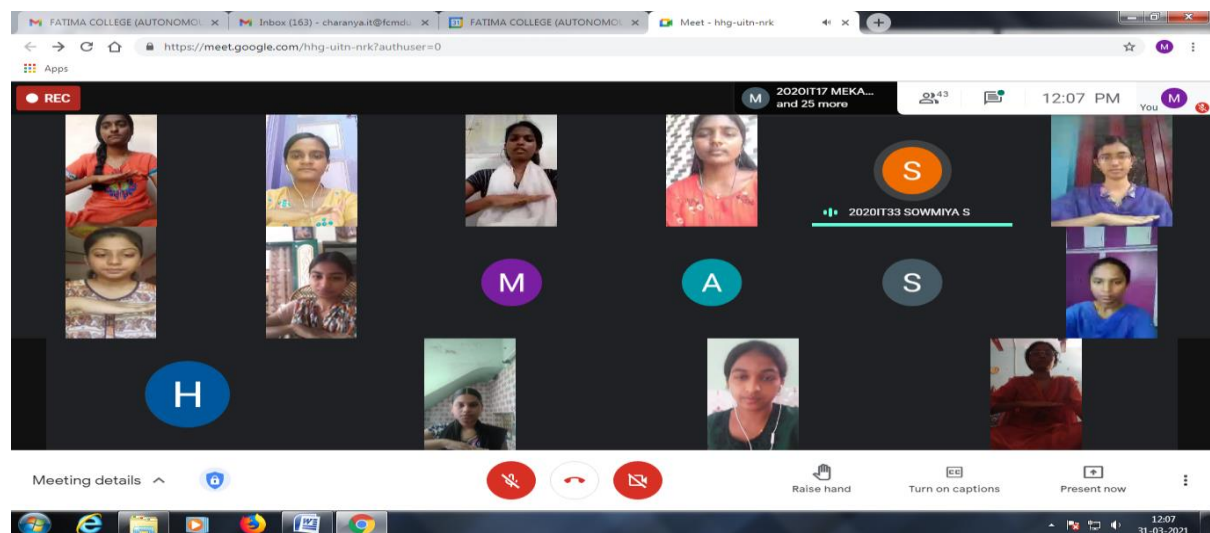 FATIMA COLLEGE (AUTONOMOU
Inbox (163) - charanya.it@fcmdu
FATIMA COLLEGE (AUTONOMOU
Meet - hhg-uitn-nrk
https://meet.google.com/hhg-uitn-nrk?authuser=0
M
Apps
REC
M
2020IT17 MEKA...
and 25 more
43
12:07 PM
You
M
S
2020IT33 SOWMIYA S
M
A
S
H
Meeting details
Raise hand
CC
Turn on captions
Present now
12:07
31-03-2021